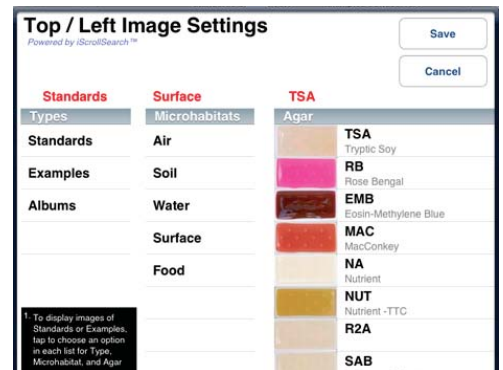 Top / Left Image Settings
Powered by iScrollSearch™
Save
Cancel
Standards
Surface
TSA
Types
Microhabitats
Agar
Standards
Air
TSA
Tryptic Soy
Examples
Soil
RB
Rose Bengal
Albums
Water
EMB
Eosin-Methylene Blue
Surface
MAC
MacConkey
Food
NA
Nutrient
NUT
Nutrient -TTC
R2A
SAB
1. To display images of
Standards or Examples,
tap to choose an option
in each list for Type,
Microhabitat, and Agar